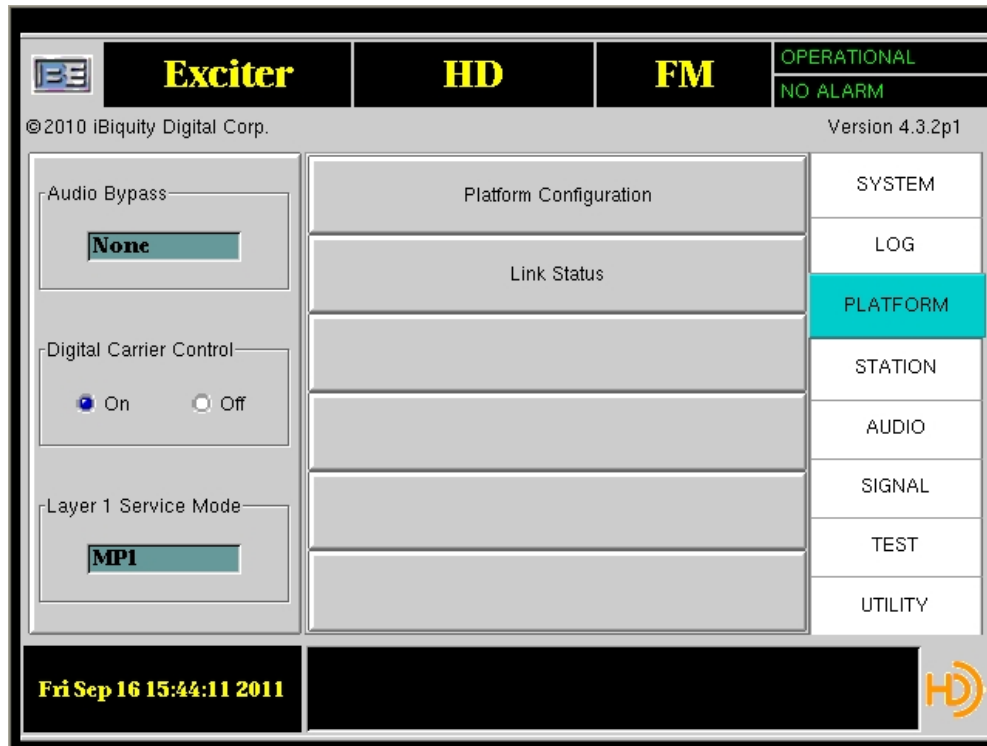 BE
Exciter
HD
FM
OPERATIONAL
NO ALARM
©2010 iBiquity Digital Corp.
Version 4.3.2p1
Audio Bypass
None
Digital Carrier Control
On
Off
Layer 1 Service Mode
MP1
Platform Configuration
Link Status
SYSTEM
LOG
PLATFORM
STATION
AUDIO
SIGNAL
TEST
UTILITY
Fri Sep 16 15:44:11 2011
HD